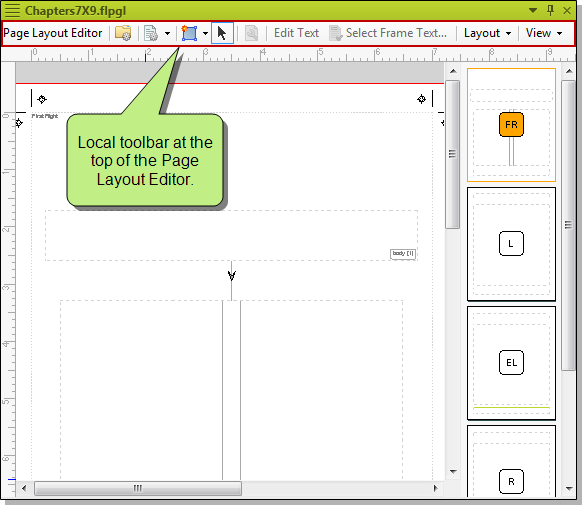 Chapters7X9.flpgl
Page Layout Editor Edit Text Select Frame Text... Layout View
0 1 2 3 4 5 6 7
0
1
2
3
4
5
6
First Right
Local toolbar at the
top of the Page
Layout Editor.
body [1]
FR
L
EL
R